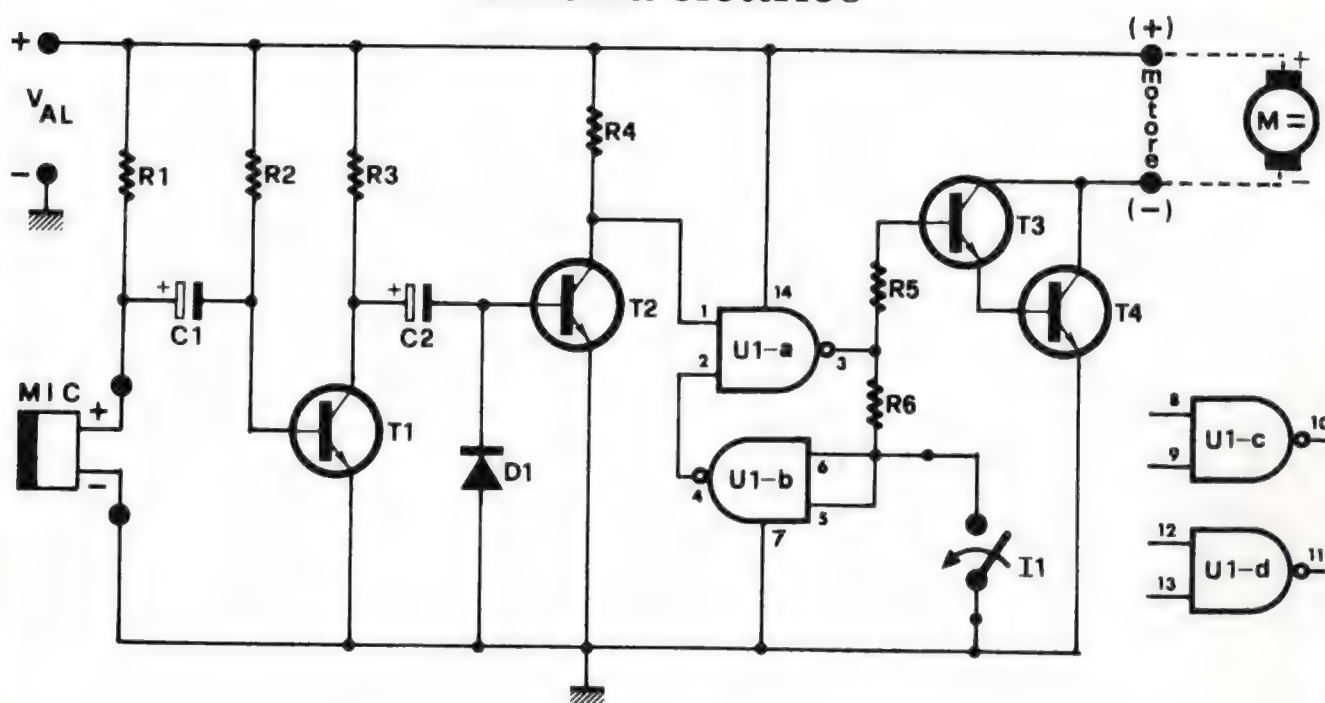 (+)
+
V AL
-
R1
R2
R3
R4
motore
+
M =
-
(-)
T3
+
C1
+
C2
T2
R5
T4
1
14
U1-a
2
3
MIC
+
-
T1
D1
R6
U1-b
4
6
5
7
I1
8
U1-c
10
9
12
U1-d
11
13